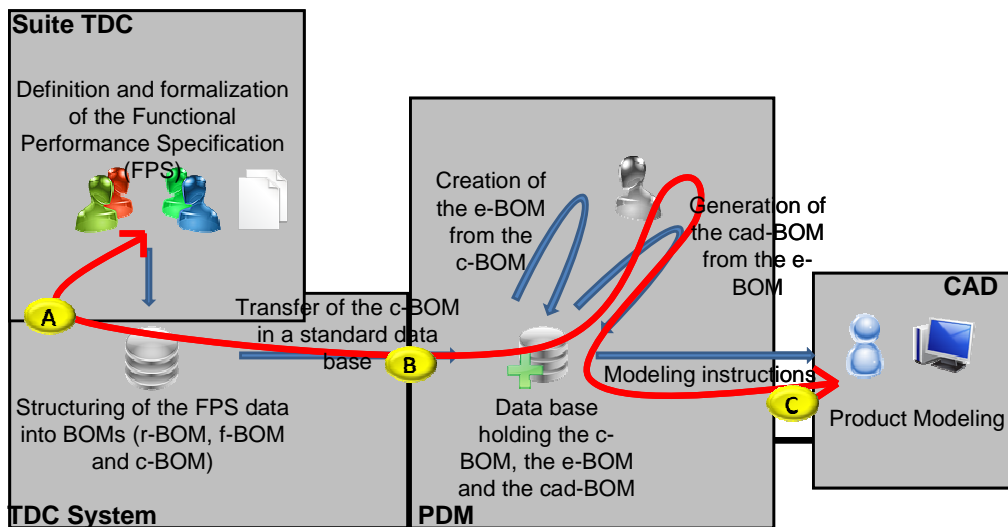 Suite TDC
Definition and formalization
of the Functional
Performance Specification
(FPS)
A
Structuring of the FPS data
into BOMs (r-BOM, f-BOM
and c-BOM)
TDC System
Transfer of the c-BOM
in a standard data
base
B
Creation of
the e-BOM
from the
c-BOM
Generation of
the cad-BOM
from the e-
BOM
Data base
holding the c-
BOM, the e-BOM
and the cad-BOM
PDM
Modeling instructions
C
CAD
Product Modeling